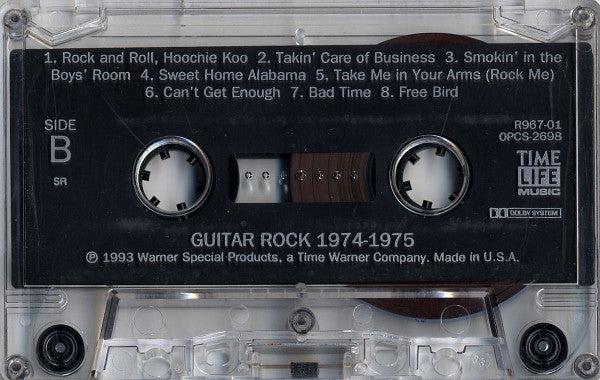 1. Rock and Roll, Hoochie Koo 2. Takin' Care of Business 3. Smokin' in the
Boys' Room 4. Sweet Home Alabama 5. Take Me in Your Arms (Rock Me)
6. Can't Get Enough 7. Bad Time 8. Free Bird
SIDE
B
SR
R967-01
OPCS-2698
TIME
LIFE
MUSIC
DOLBY SYSTEM
GUITAR ROCK 1974-1975
℗ 1993 Warner Special Products, a Time Warner Company. Made in U.S.A.